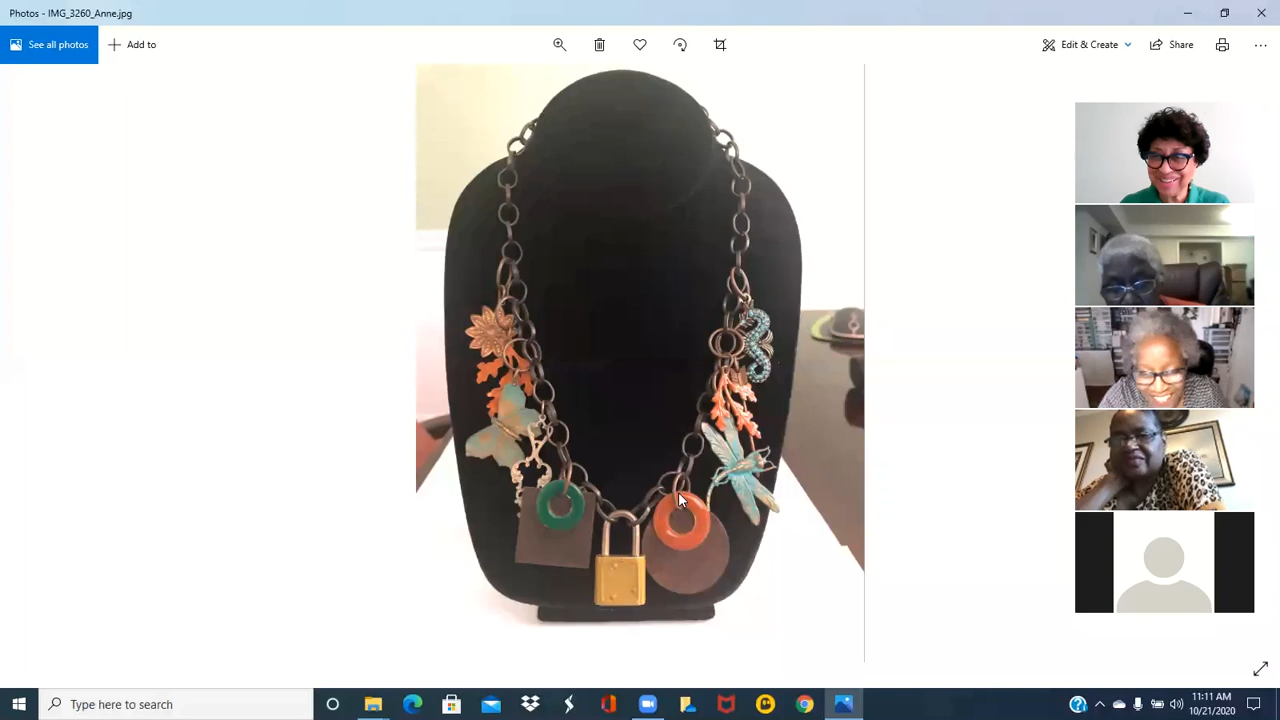 Photos - IMG_3260_Anne.jpg
See all photos
Add to
Edit & Create
Share
Type here to search
11:11 AM
10/21/2020